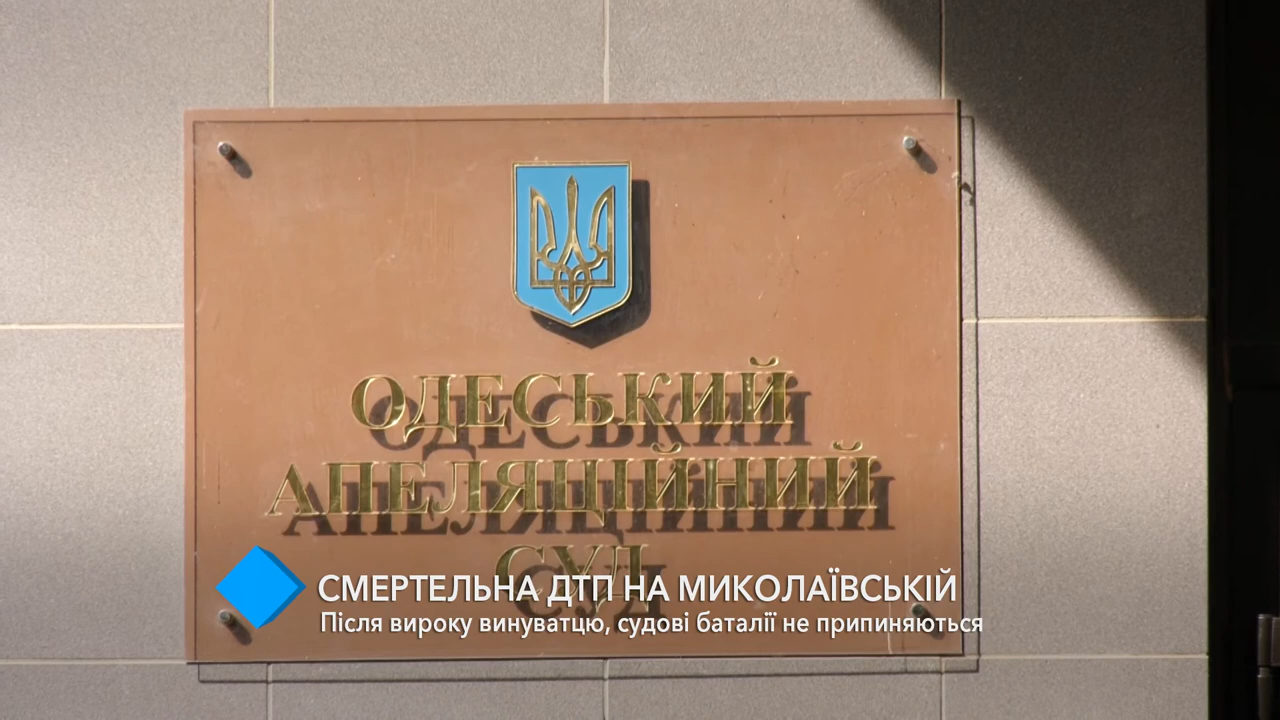 ОДЕСЬКИЙ
АПЕЛЯЦІЙНИЙ
СУД
СМЕРТЕЛЬНА ДТП НА МИКОЛАЇВСЬКІЙ
Після вироку винуватцю, судові баталії не припиняються